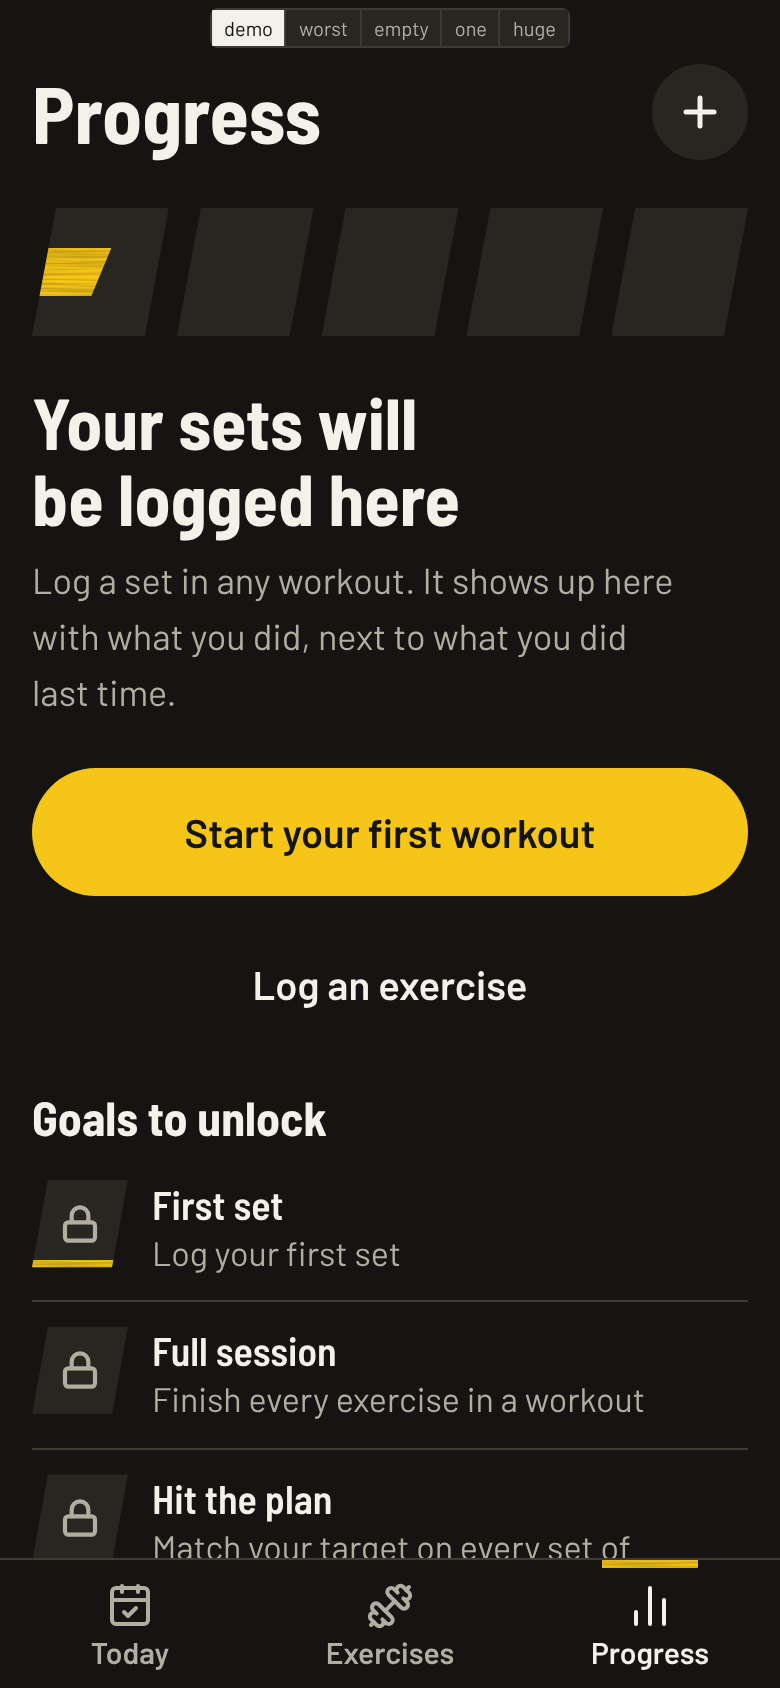 demo worst empty one huge
Progress
Your sets will
be logged here
Log a set in any workout. It shows up here
with what you did, next to what you did
last time.
Start your first workout
Log an exercise
Goals to unlock
First set
Log your first set
Full session
Finish every exercise in a workout
Hit the plan
Match your target on every set of
Today Exercises Progress